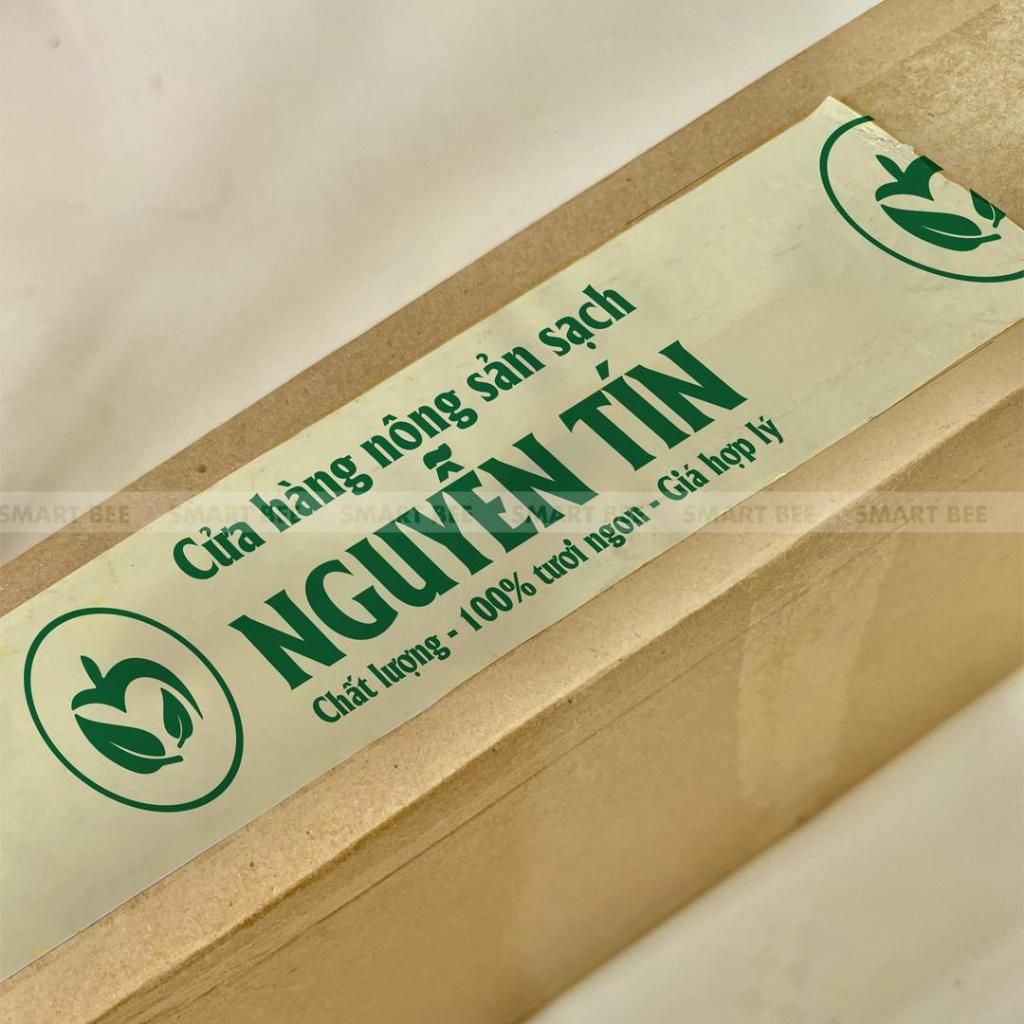 Cửa hàng nông sản sạch
NGUYỄN TÍN
Chất lượng - 100% tươi ngon - Giá hợp lý
SMART BEE SMART BEE SMART BEE SMART BEE SMART BEE SMART BEE